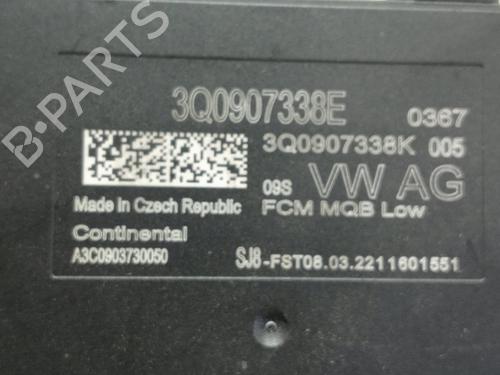 3Q0907338E 0367
3Q0907338K 005
09S VW AG
Made in Czech Republic FCM MQB Low
Continental
A3C0903730050 SJ8-FST08.03.2211601551
B-PARTS
B-PARTS